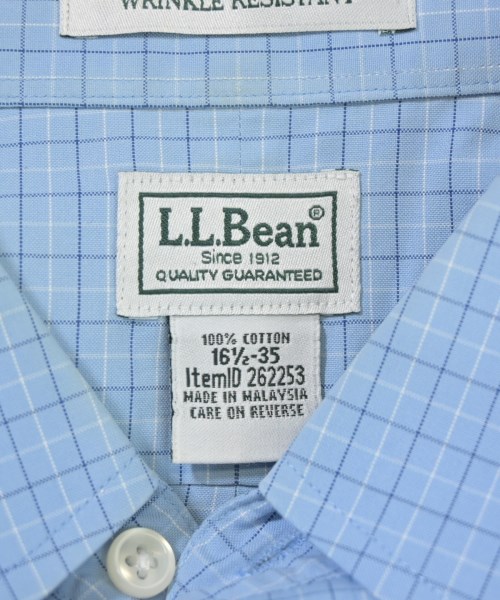 WRINKLE RESISTANT
L.L.Bean®
Since 1912
QUALITY GUARANTEED
100% COTTON
16½-35
ItemID 262253
MADE IN MALAYSIA
CARE ON REVERSE